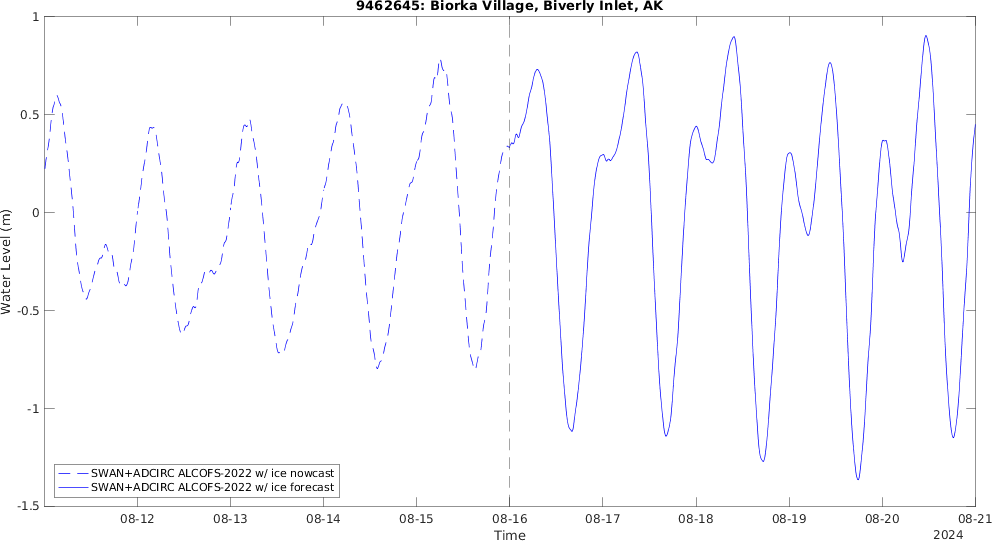 9462645: Biorka Village, Biverly Inlet, AK
Water Level (m)
1
0.5
0
-0.5
-1
-1.5
SWAN+ADCIRC ALCOFS-2022 w/ ice nowcast
SWAN+ADCIRC ALCOFS-2022 w/ ice forecast
08-12 08-13 08-14 08-15 08-16 08-17 08-18 08-19 08-20 08-21
Time
2024